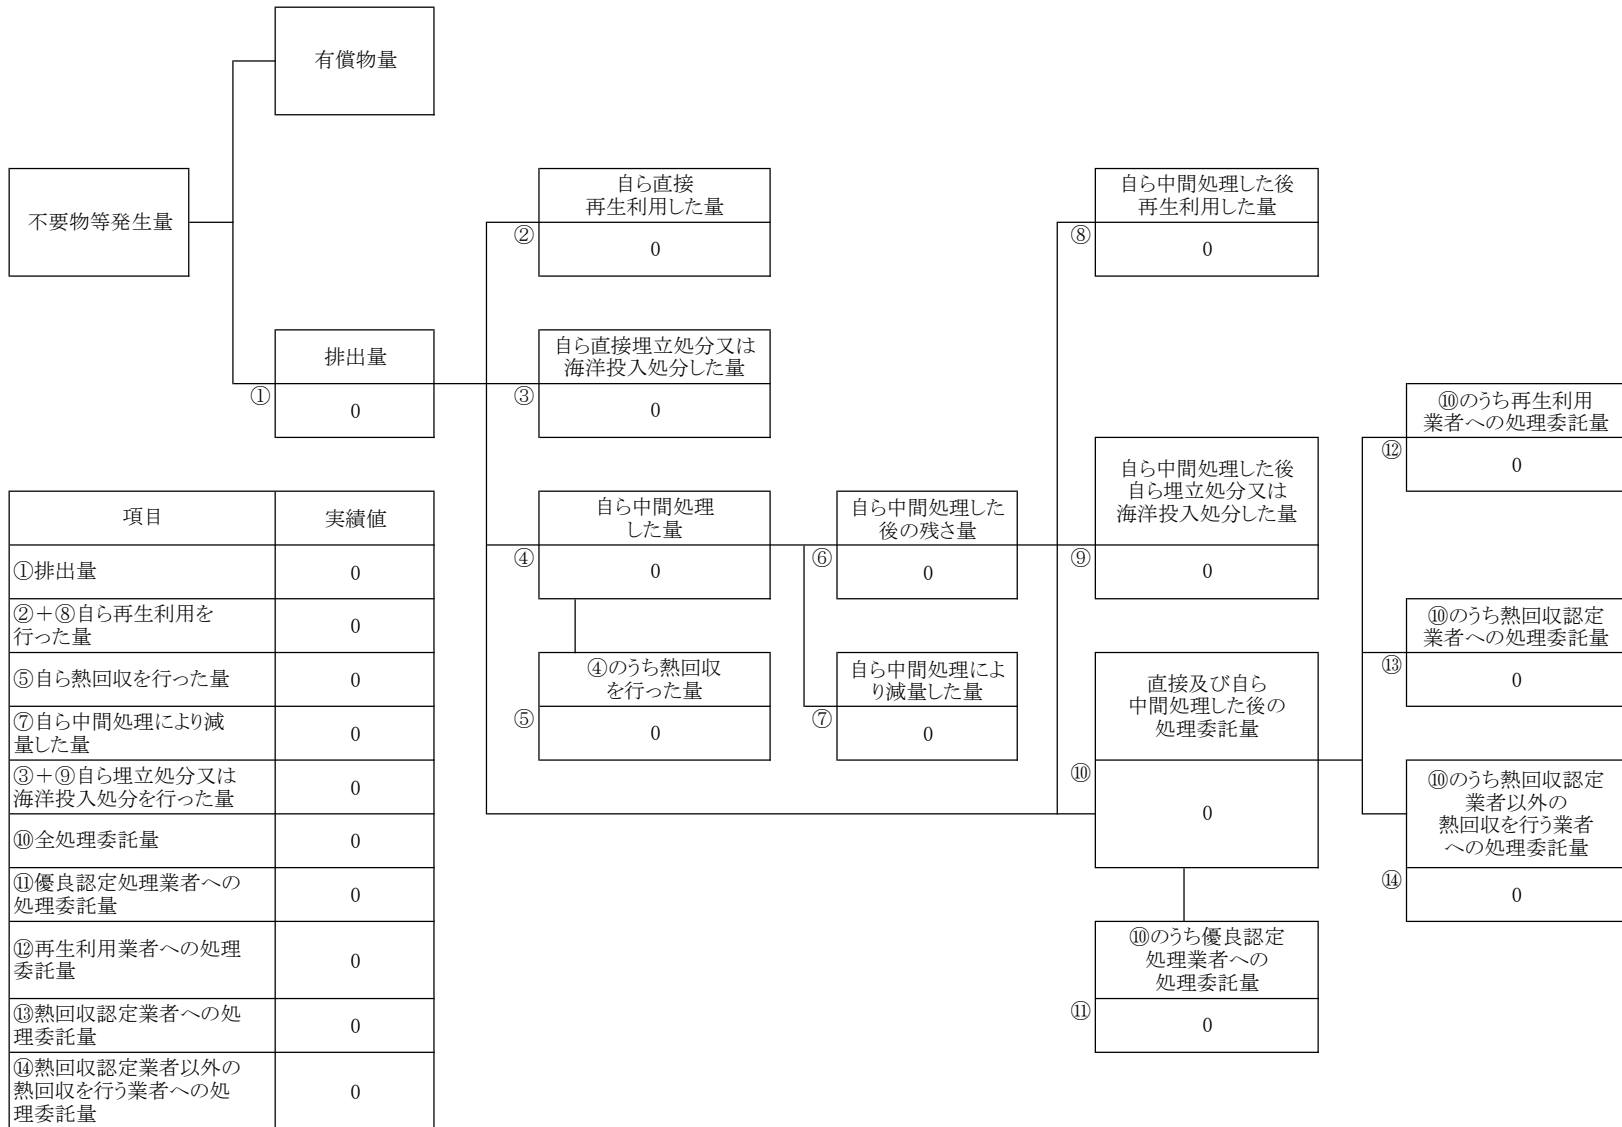 有償物量
不要物等発生量
自ら直接
再生利用した量
②
0
自ら中間処理した後
再生利用した量
⑧
0
排出量
①
0
自ら直接埋立処分又は
海洋投入処分した量
③
0
⑩のうち再生利用
業者への処理委託量
⑫
0
自ら中間処理
した量
④
0
自ら中間処理した
後の残さ量
⑥
0
自ら中間処理した後
自ら埋立処分又は
海洋投入処分した量
⑨
0
⑩のうち熱回収認定
業者への処理委託量
⑬
0
④のうち熱回収
を行った量
⑤
0
自ら中間処理によ
り減量した量
⑦
0
直接及び自ら
中間処理した後の
処理委託量
⑩
0
⑩のうち熱回収認定
業者以外の
熱回収を行う業者
への処理委託量
⑭
0
⑩のうち優良認定
処理業者への
処理委託量
⑪
0
項目 実績値
①排出量 0
②+⑧自ら再生利用を
行った量 0
⑤自ら熱回収を行った量 0
⑦自ら中間処理により減
量した量 0
③+⑨自ら埋立処分又は
海洋投入処分を行った量 0
⑩全処理委託量 0
⑪優良認定処理業者への
処理委託量 0
⑫再生利用業者への処理
委託量 0
⑬熱回収認定業者への処
理委託量 0
⑭熱回収認定業者以外の
熱回収を行う業者への処
理委託量 0